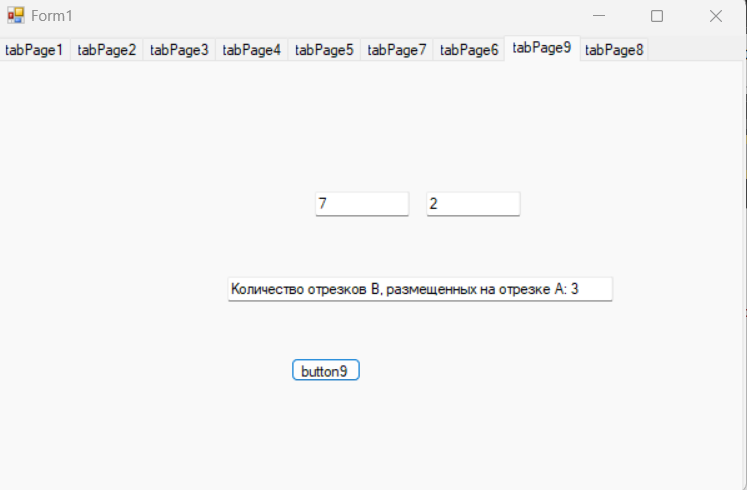 Form1
tabPage1 tabPage2 tabPage3 tabPage4 tabPage5 tabPage7 tabPage6 tabPage9 tabPage8
7 2
Количество отрезков В, размещенных на отрезке А: 3
button9